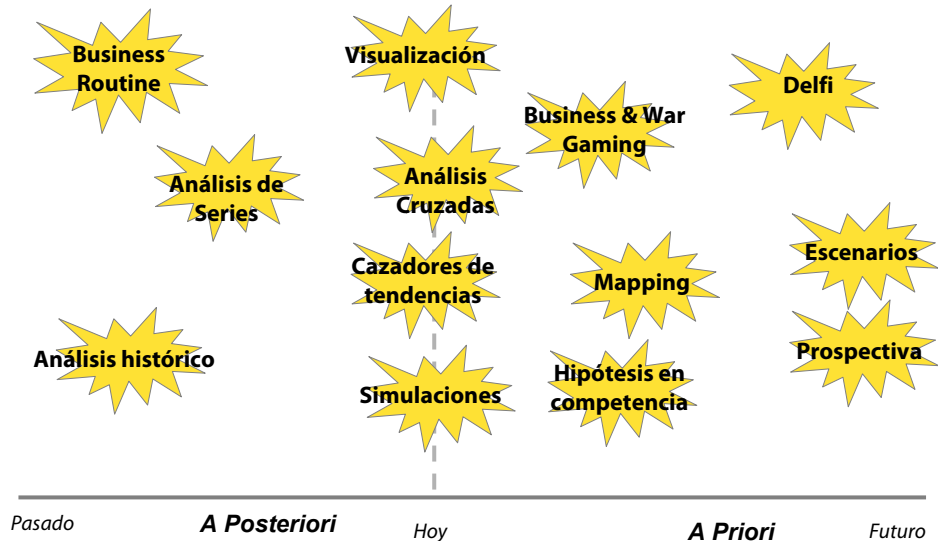 Business
Routine
Visualización
Delfi
Business & War
Gaming
Análisis de
Series
Análisis
Cruzadas
Escenarios
Cazadores de
tendencias
Mapping
Análisis histórico
Prospectiva
Simulaciones
Hipótesis en
competencia
Pasado
A Posteriori
Hoy
A Priori
Futuro